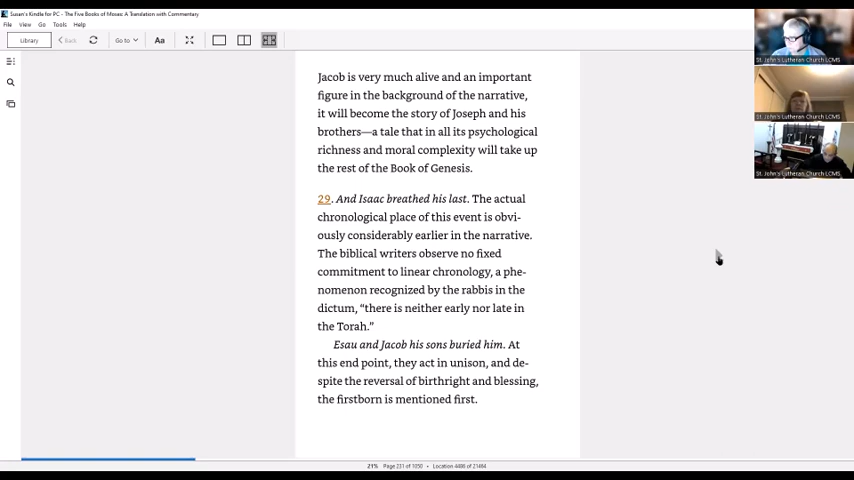 Susan's Kindle for PC - The Five Books of Moses: A Translation with Commentary
File View Go Tools Help
Library
Back
Go to
Aa
Jacob is very much alive and an important
figure in the background of the narrative,
it will become the story of Joseph and his
brothers—a tale that in all its psychological
richness and moral complexity will take up
the rest of the Book of Genesis.
29. And Isaac breathed his last. The actual
chronological place of this event is obvi-
ously considerably earlier in the narrative.
The biblical writers observe no fixed
commitment to linear chronology, a phe-
nomenon recognized by the rabbis in the
dictum, “there is neither early nor late in
the Torah.”
Esau and Jacob his sons buried him. At
this end point, they act in unison, and de-
spite the reversal of birthright and blessing,
the firstborn is mentioned first.
21% Page 231 of 1050 • Location 4486 of 21484
St. John's Lutheran Church LCMS
St. John's Lutheran Church LCMS
St. John's Lutheran Church LCMS